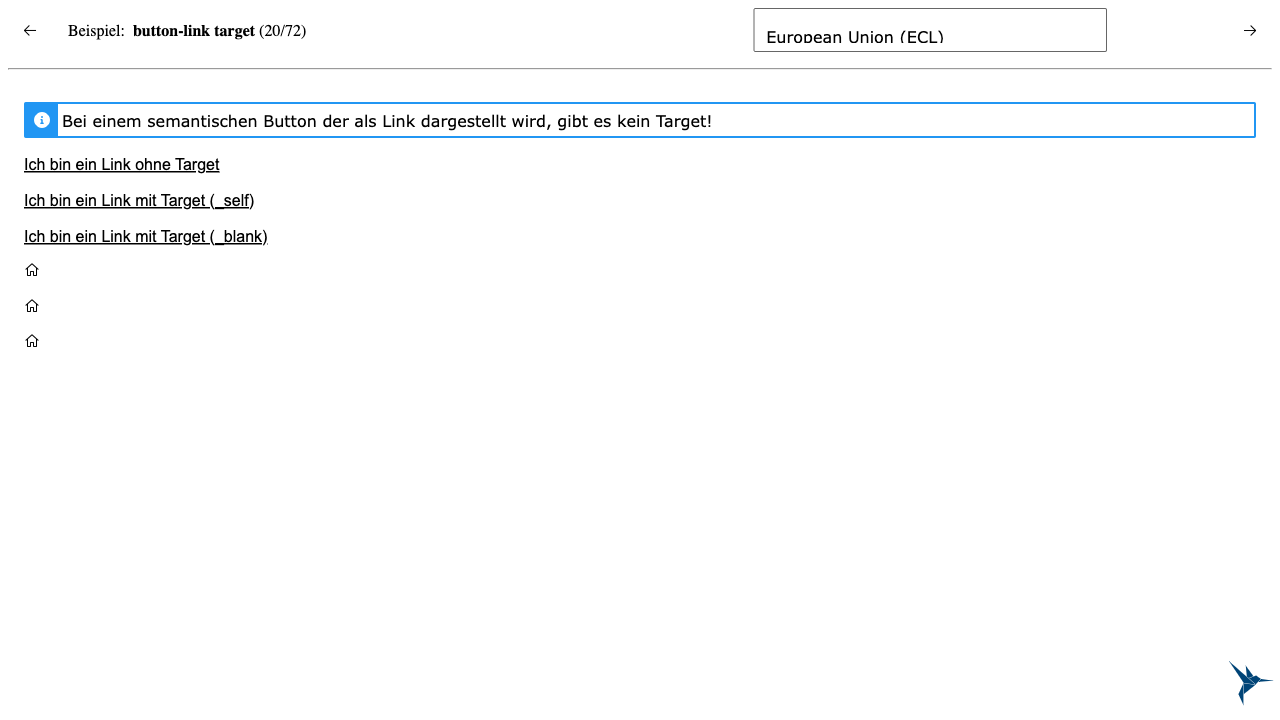 Beispiel: button-link target (20/72)
European Union (ECL)
Bei einem semantischen Button der als Link dargestellt wird, gibt es kein Target!
Ich bin ein Link ohne Target
Ich bin ein Link mit Target (_self)
Ich bin ein Link mit Target (_blank)